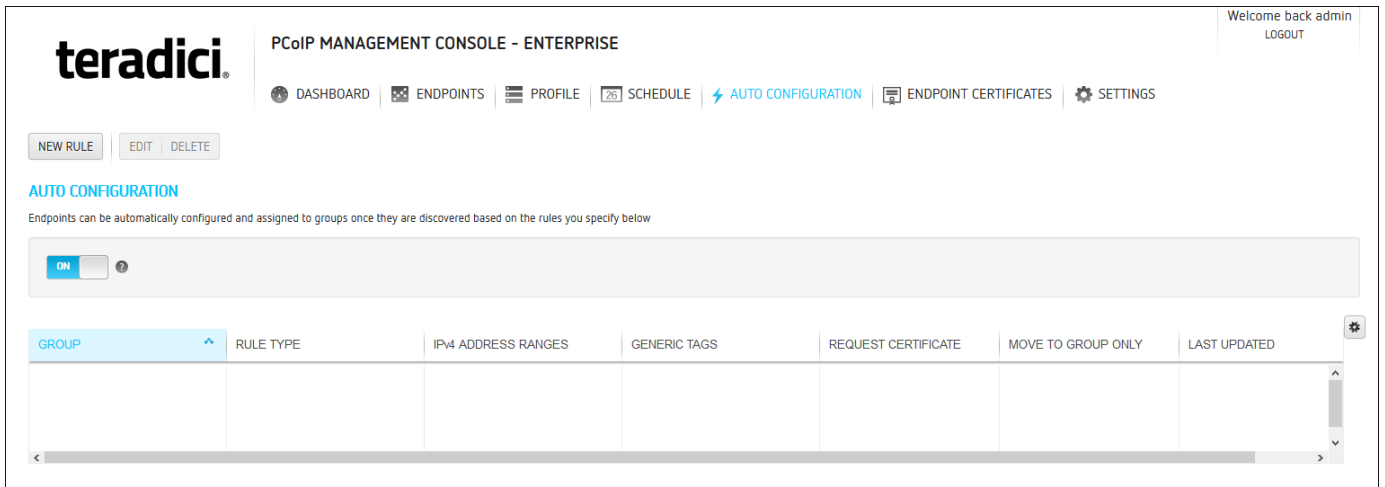 Welcome back admin
LOGOUT
teradici®
PCoIP MANAGEMENT CONSOLE - ENTERPRISE
DASHBOARD ENDPOINTS PROFILE 26 SCHEDULE AUTO CONFIGURATION ENDPOINT CERTIFICATES SETTINGS
NEW RULE EDIT DELETE
AUTO CONFIGURATION
Endpoints can be automatically configured and assigned to groups once they are discovered based on the rules you specify below
ON ?
GROUP RULE TYPE IPv4 ADDRESS RANGES GENERIC TAGS REQUEST CERTIFICATE MOVE TO GROUP ONLY LAST UPDATED